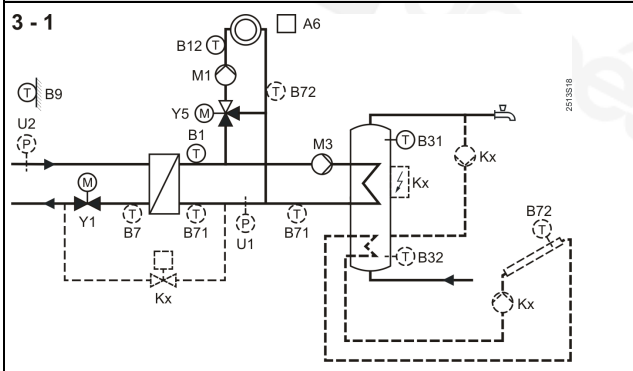 3 - 1
A6
B12 T
M1
T B72
T B9
Y5 M
2513S18
U2
P
B1
T
M3
T B31
Kx
Kx
M
Y1
T
B7
T
B71
P
U1
T
B71
T B32
B72
T
Kx
Kx